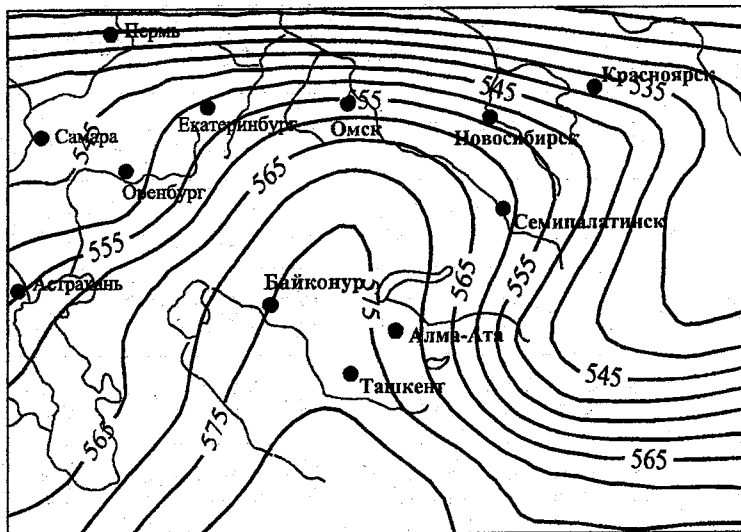 Пермь
Красноярск
545
535
555
Самара
Екатеринбург
Омск
Новосибирск
Оренбург
565
Семипалатинск
555
555
Байконур
565
Астрахань
575
Алма-Ата
Ташкент
545
565
575
565